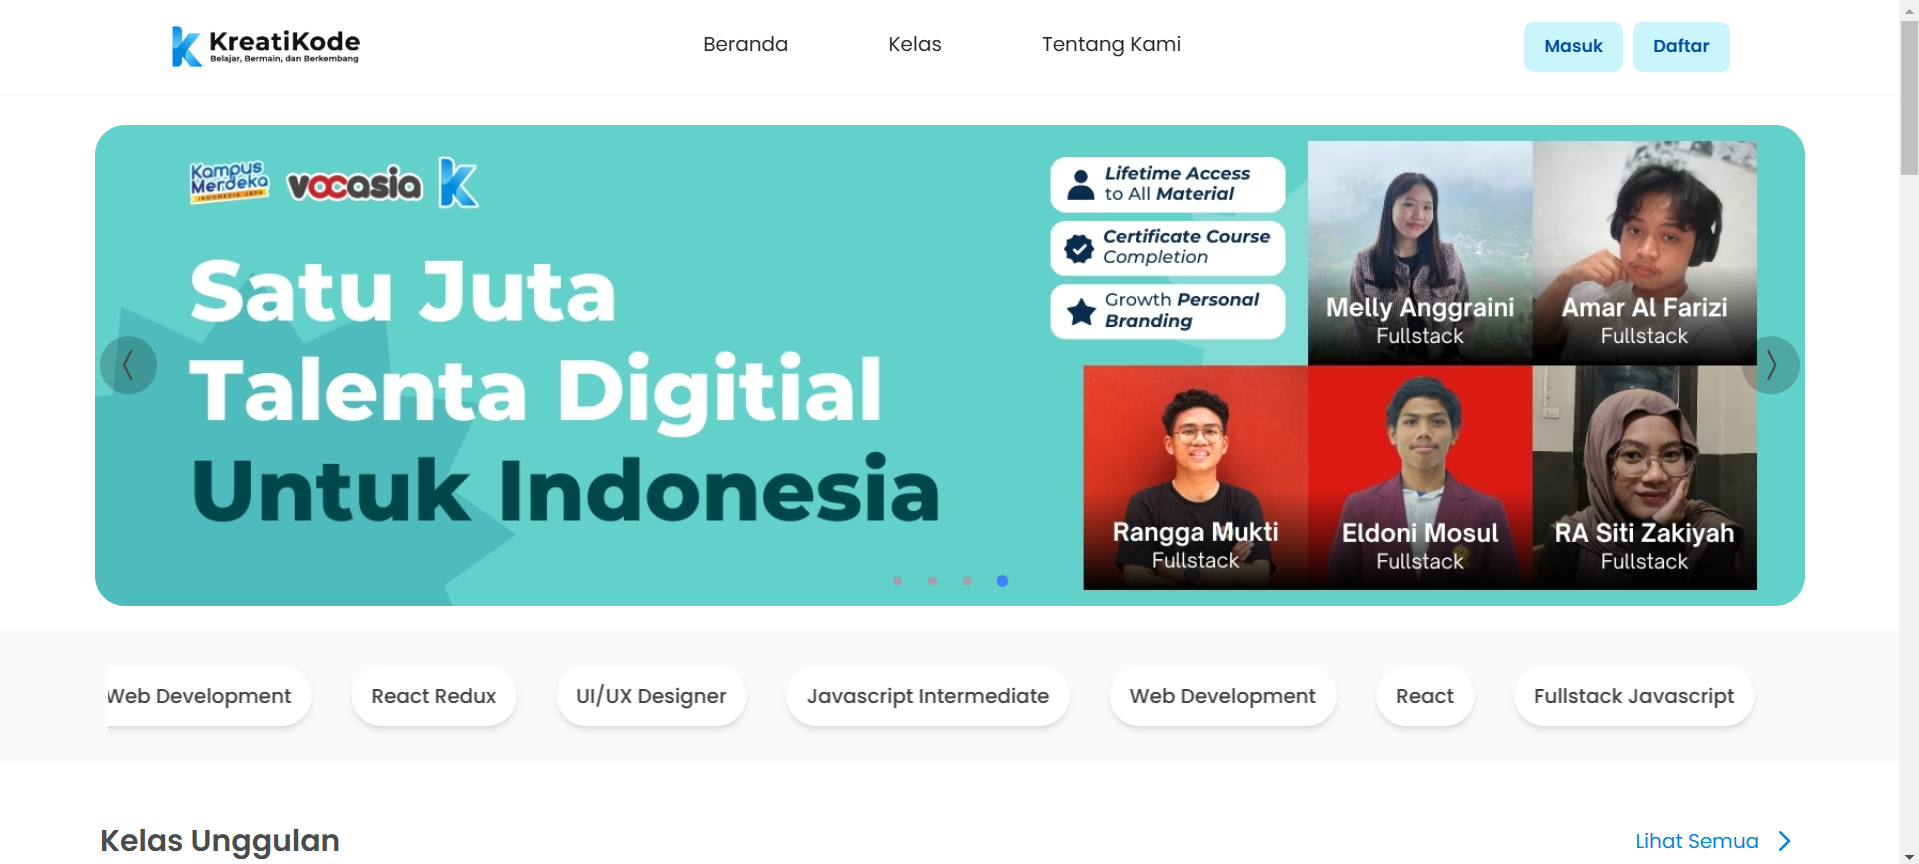 KreatiKode
Belajar, Bermain, dan Berkembang
Beranda
Kelas
Tentang Kami
Masuk
Daftar
Kampus
Merdeka
INDONESIA JAYA
vocasia
Satu Juta
Talenta Digitial
Untuk Indonesia
Lifetime Access
to All Material
Certificate Course
Completion
Growth Personal
Branding
Melly Anggraini
Fullstack
Amar Al Farizi
Fullstack
Rangga Mukti
Fullstack
Eldoni Mosul
Fullstack
RA Siti Zakiyah
Fullstack
Web Development
React Redux
UI/UX Designer
Javascript Intermediate
Web Development
React
Fullstack Javascript
Kelas Unggulan
Lihat Semua